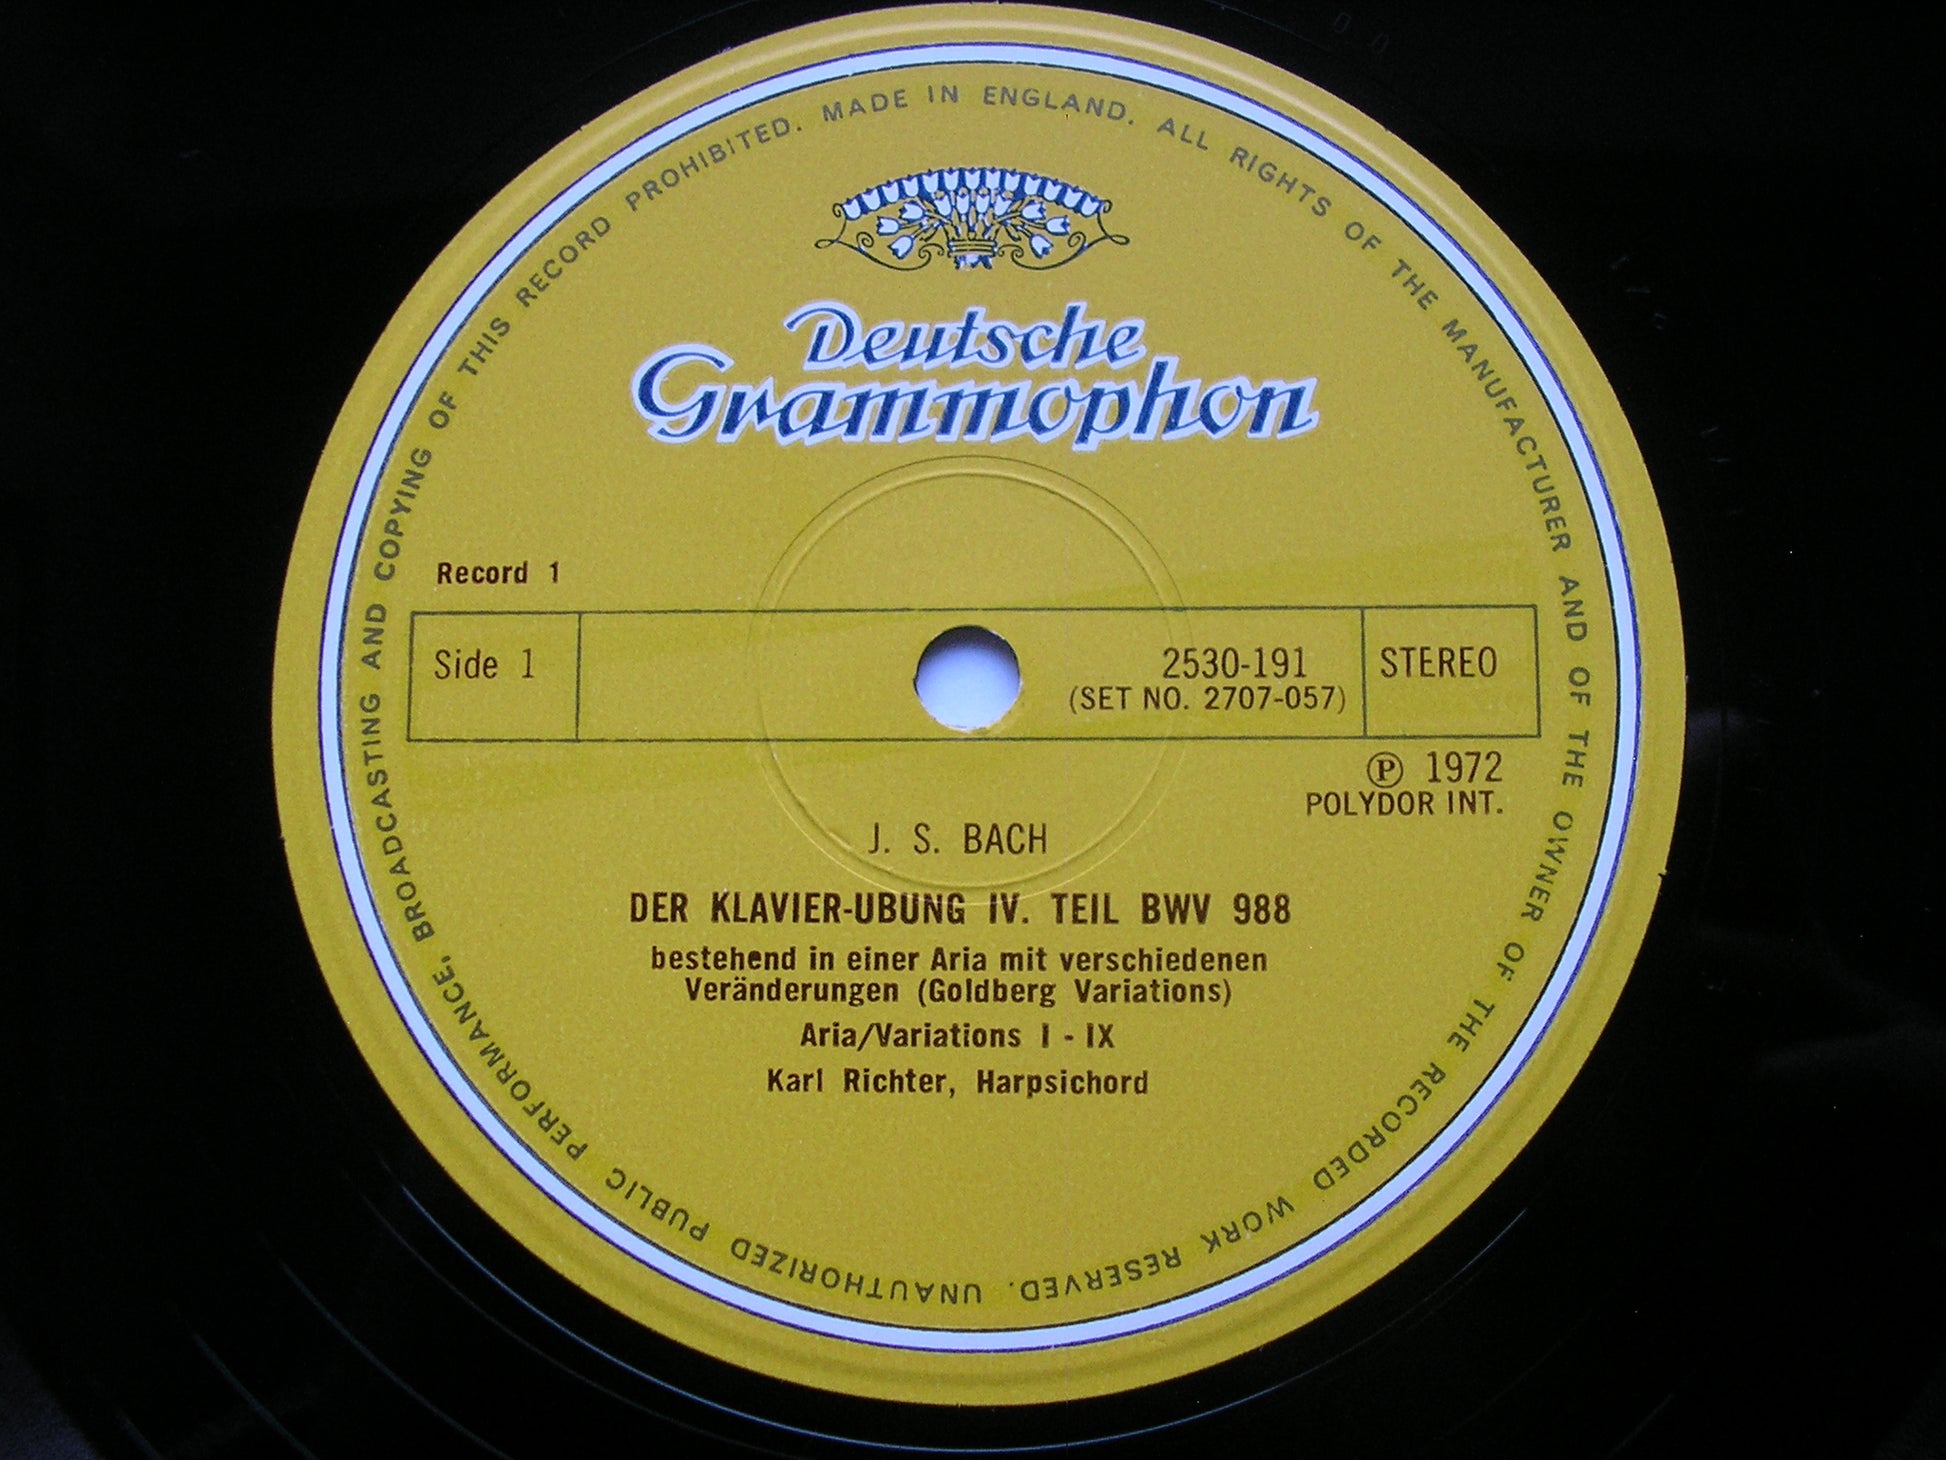 MADE IN ENGLAND. ALL RIGHTS OF THE MANUFACTURER AND OF THE OWNER OF THE RECORDED WORK RESERVED. UNAUTHORIZED PUBLIC PERFORMANCE, BROADCASTING AND COPYING OF THIS RECORD PROHIBITED.
Deutsche
Grammophon
Record 1
Side 1
2530-191
(SET NO. 2707-057)
STEREO
℗ 1972
POLYDOR INT.
J. S. BACH
DER KLAVIER-UBUNG IV. TEIL BWV 988
bestehend in einer Aria mit verschiedenen
Veränderungen (Goldberg Variations)
Aria/Variations I - IX
Karl Richter, Harpsichord